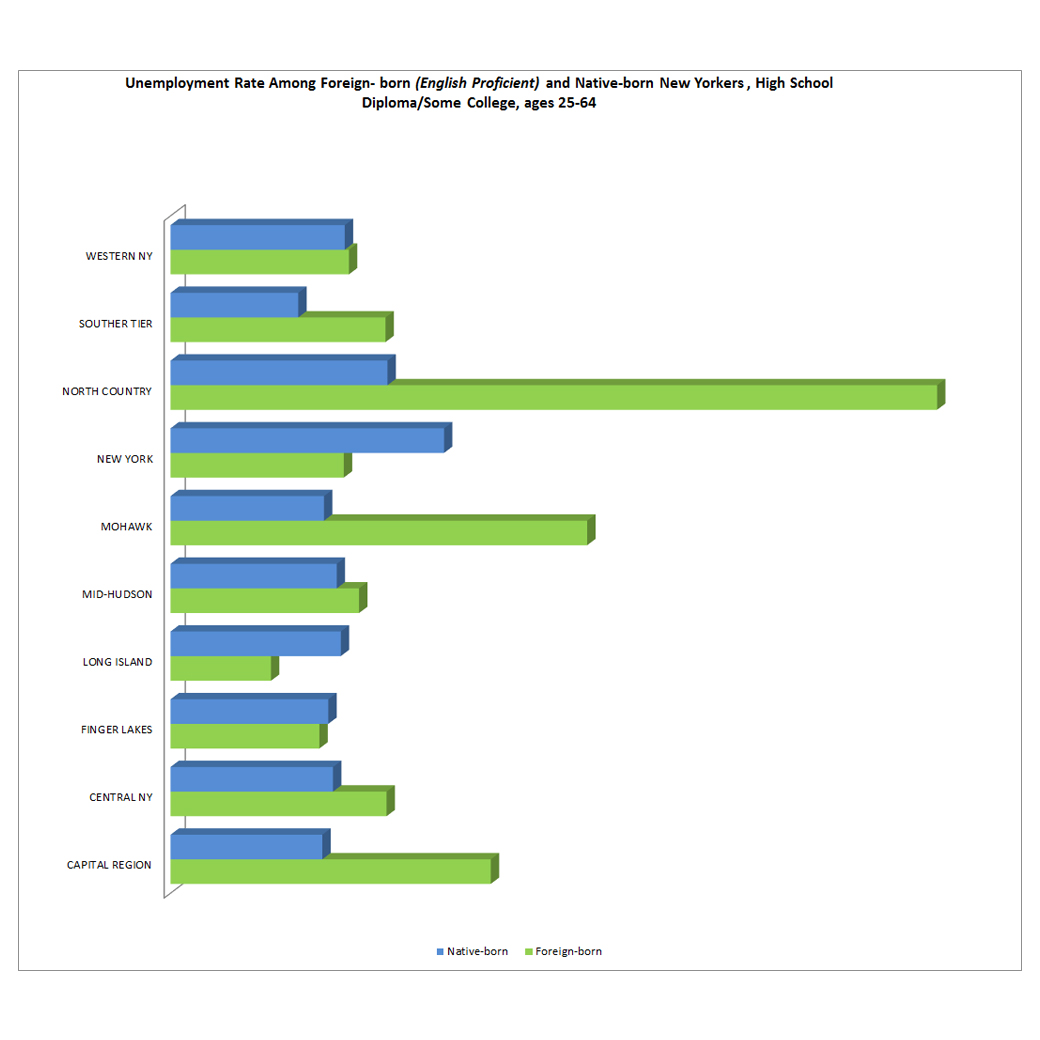 Unemployment Rate Among Foreign- born (English Proficient) and Native-born New Yorkers , High School
Diploma/Some College, ages 25-64
WESTERN NY
SOUTHER TIER
NORTH COUNTRY
NEW YORK
MOHAWK
MID-HUDSON
LONG ISLAND
FINGER LAKES
CENTRAL NY
CAPITAL REGION
Native-born Foreign-born